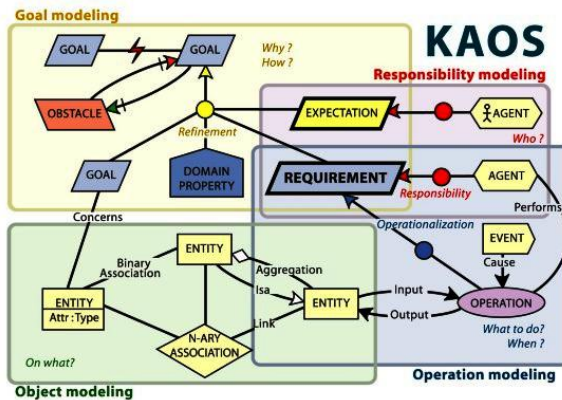 Goal modeling
KAOS
GOAL
GOAL
Why ?
How ?
Responsibility modeling
OBSTACLE
EXPECTATION
AGENT
Refinement
Who ?
GOAL
DOMAIN
PROPERTY
REQUIREMENT
AGENT
Responsibility
Concerns
Performs
Operationalization
EVENT
Binary
Association
ENTITY
Aggregation
Cause
Isa
ENTITY
Attr : Type
ENTITY
Input
OPERATION
Link
Output
N-ARY
ASSOCIATION
What to do?
When ?
On what?
Object modeling
Operation modeling